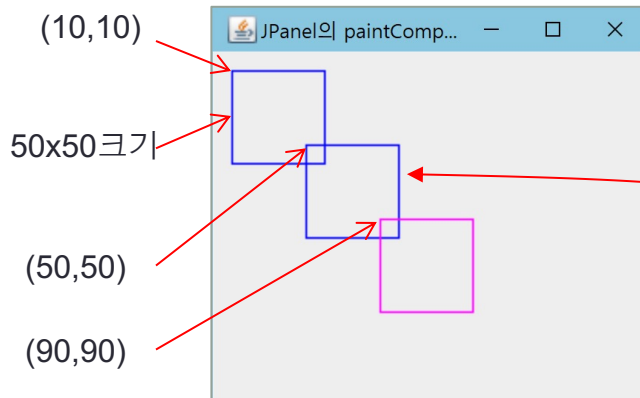 (10,10)
JPanel의 paintComp...
50x50크기
(50,50)
(90,90)